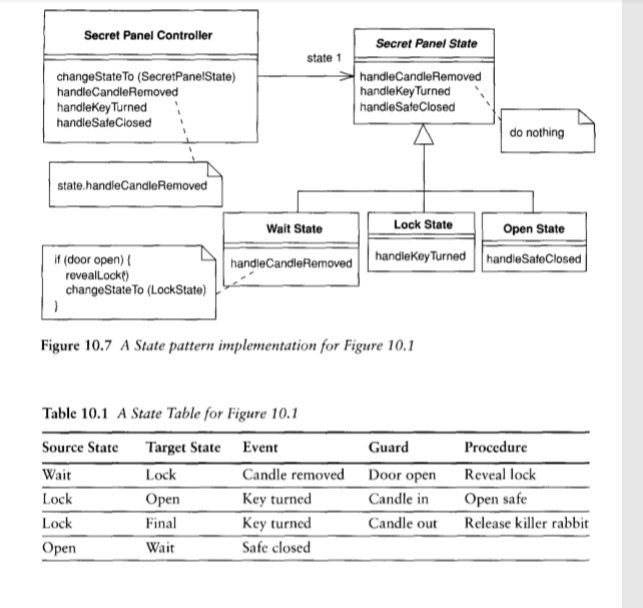 Secret Panel Controller
changeStateTo (SecretPanelState)
handleCandleRemoved
handleKeyTurned
handleSafeClosed
state 1
Secret Panel State
handleCandleRemoved
handleKeyTurned
handleSafeClosed
do nothing
state.handleCandleRemoved
Wait State
handleCandleRemoved
Lock State
handleKeyTurned
Open State
handleSafeClosed
if (door open) {
revealLock()
changeStateTo (LockState)
}
Figure 10.7 A State pattern implementation for Figure 10.1
Table 10.1 A State Table for Figure 10.1
Source State Target State Event Guard Procedure
Wait Lock Candle removed Door open Reveal lock
Lock Open Key turned Candle in Open safe
Lock Final Key turned Candle out Release killer rabbit
Open Wait Safe closed